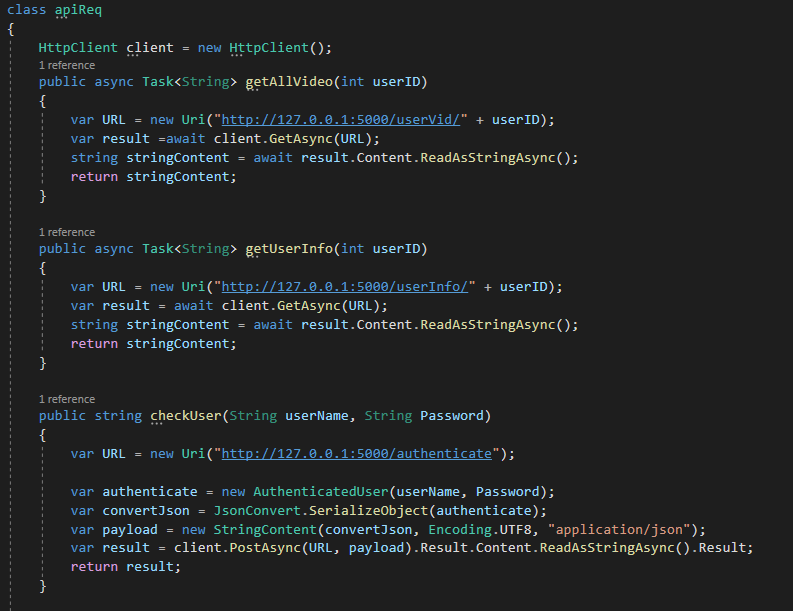 class apiReq
{
HttpClient client = new HttpClient();
1 reference
public async Task<String> getAllVideo(int userID)
{
var URL = new Uri("http://127.0.0.1:5000/userVid/" + userID);
var result =await client.GetAsync(URL);
string stringContent = await result.Content.ReadAsStringAsync();
return stringContent;
}
1 reference
public async Task<String> getUserInfo(int userID)
{
var URL = new Uri("http://127.0.0.1:5000/userInfo/" + userID);
var result = await client.GetAsync(URL);
string stringContent = await result.Content.ReadAsStringAsync();
return stringContent;
}
1 reference
public string checkUser(String userName, String Password)
{
var URL = new Uri("http://127.0.0.1:5000/authenticate");
var authenticate = new AuthenticatedUser(userName, Password);
var convertJson = JsonConvert.SerializeObject(authenticate);
var payload = new StringContent(convertJson, Encoding.UTF8, "application/json");
var result = client.PostAsync(URL, payload).Result.Content.ReadAsStringAsync().Result;
return result;
}